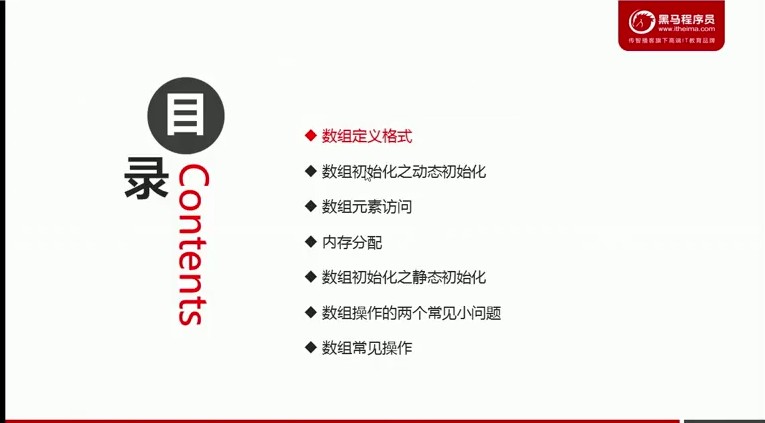 黑马程序员
www.itheima.com
传智播客旗下高端IT教育品牌
目录
Contents
◆ 数组定义格式
◆ 数组初始化之动态初始化
◆ 数组元素访问
◆ 内存分配
◆ 数组初始化之静态初始化
◆ 数组操作的两个常见小问题
◆ 数组常见操作